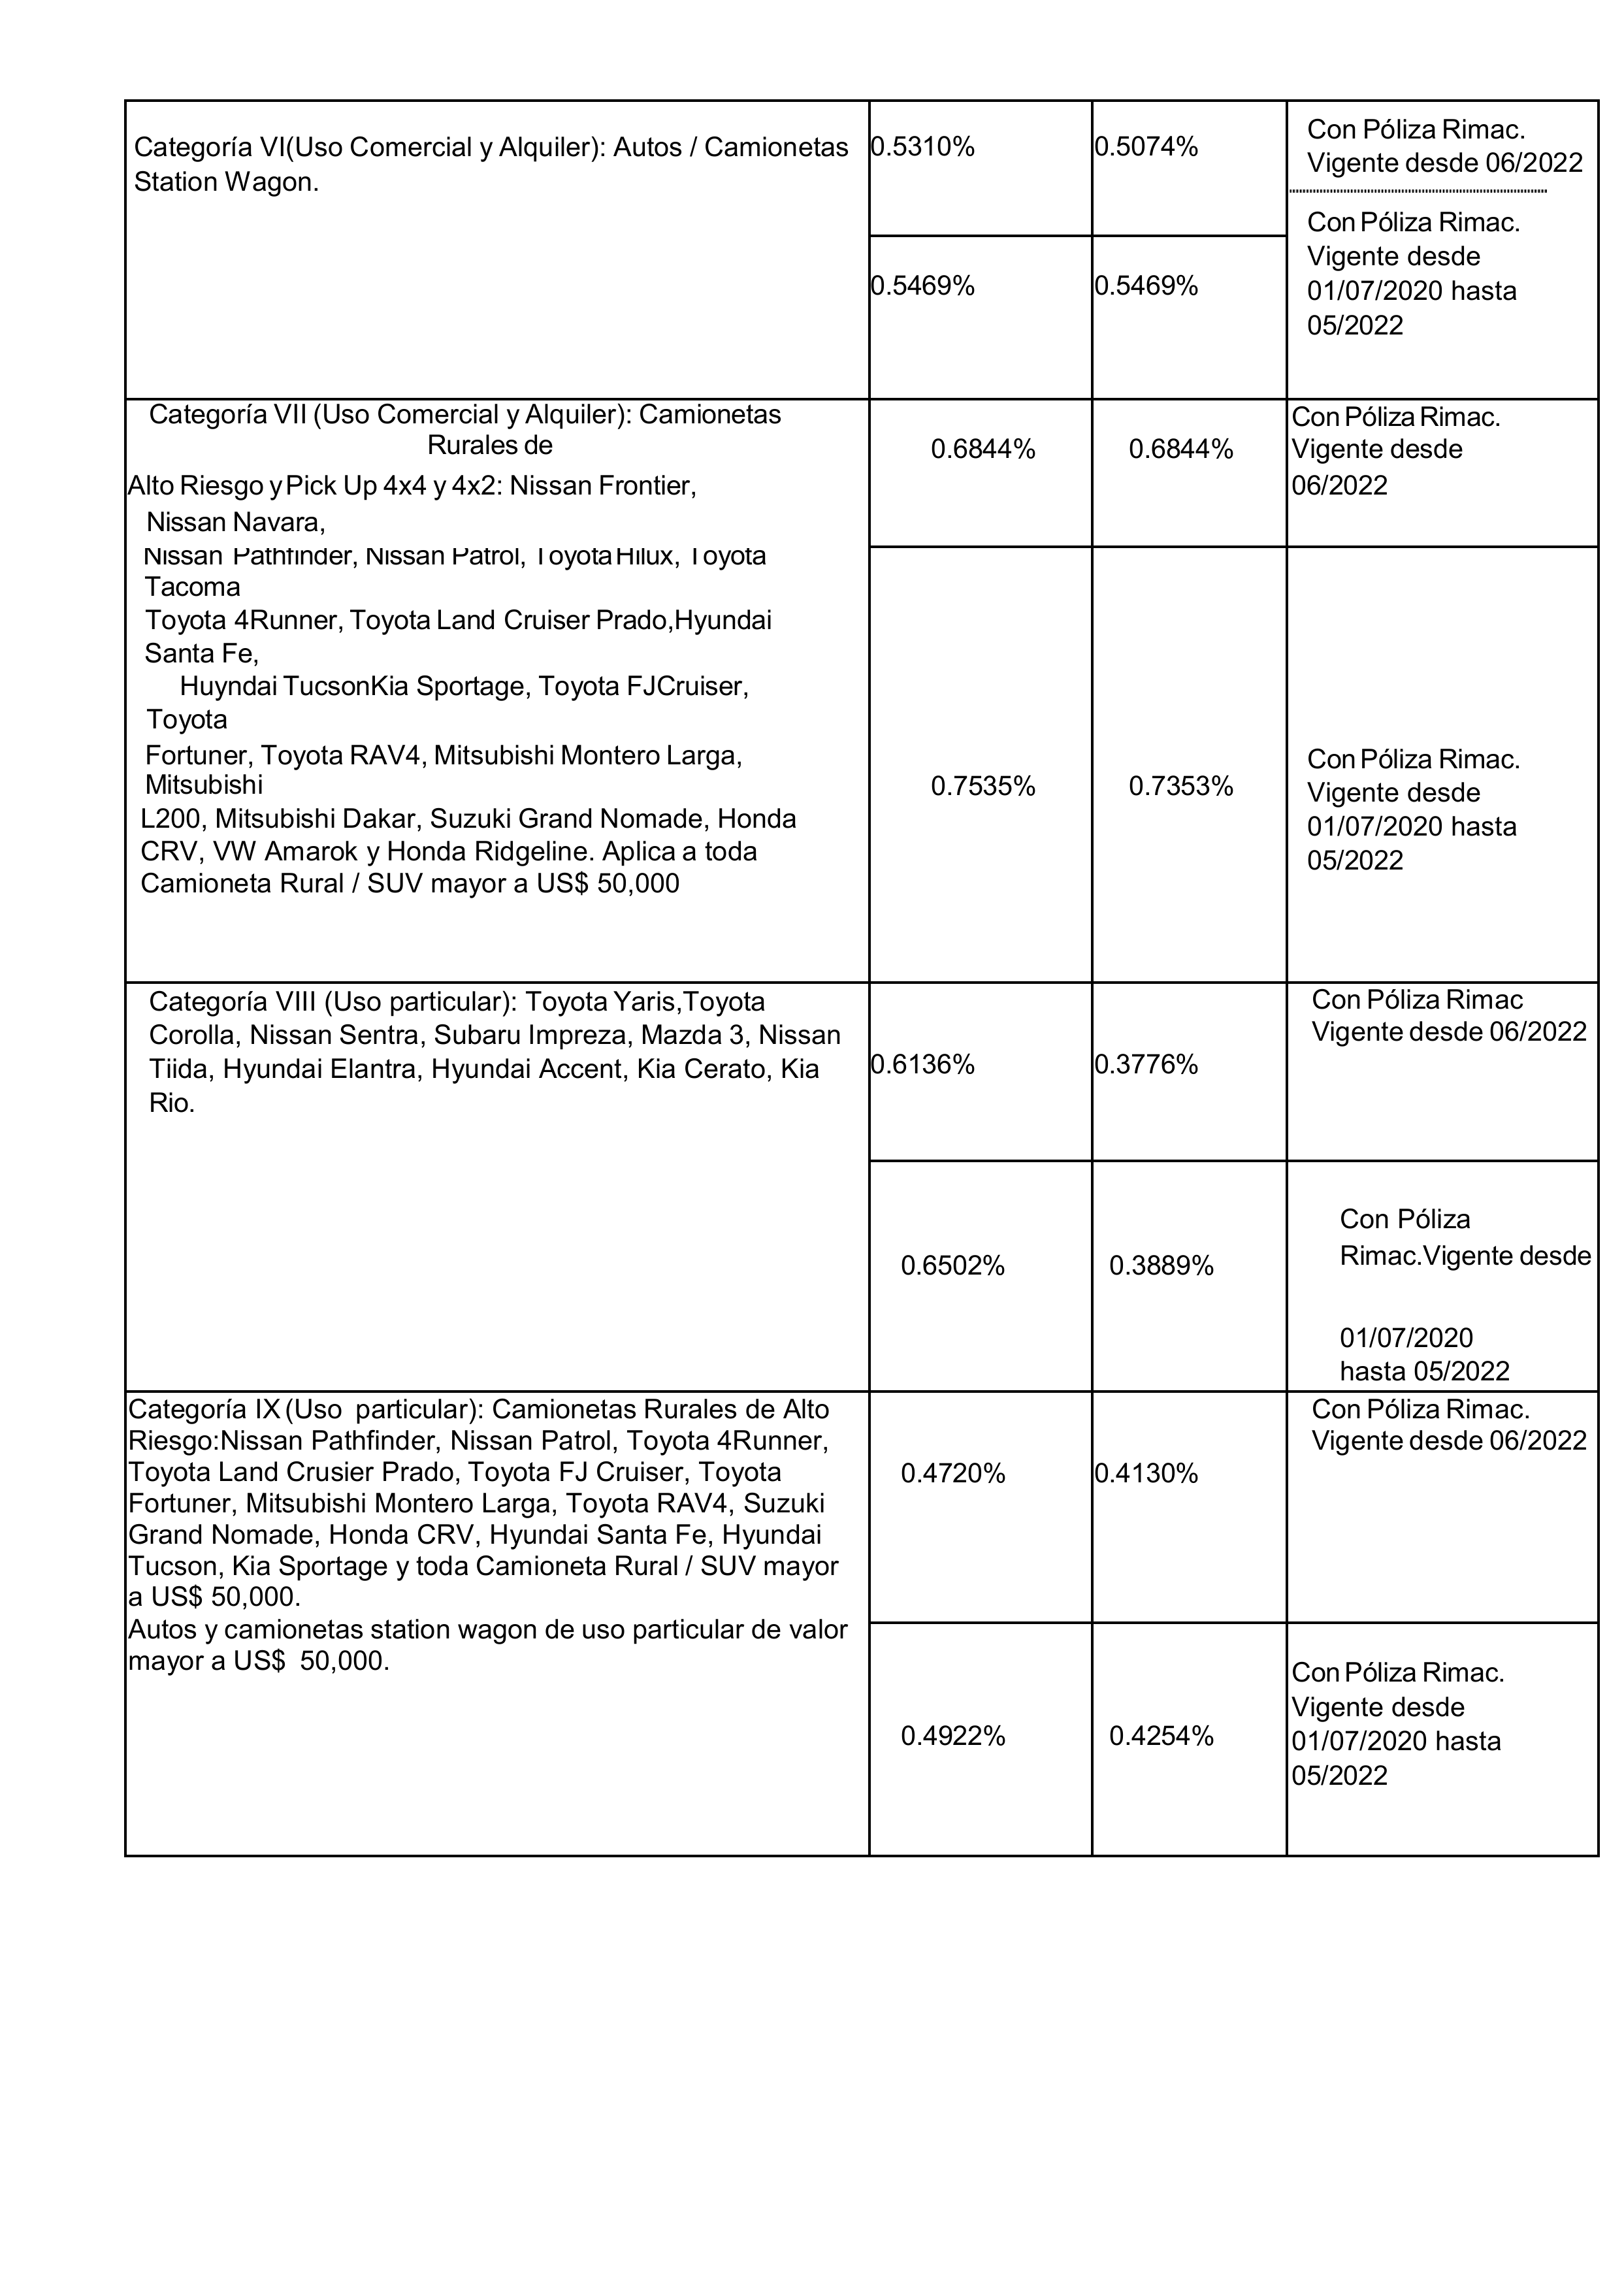 Categoría VI(Uso Comercial y Alquiler): Autos / Camionetas
Station Wagon.
0.5310%
0.5074%
Con Póliza Rimac.
Vigente desde 06/2022
0.5469%
0.5469%
Con Póliza Rimac.
Vigente desde
01/07/2020 hasta
05/2022
Categoría VII (Uso Comercial y Alquiler): Camionetas
Rurales de
Alto Riesgo y Pick Up 4x4 y 4x2: Nissan Frontier,
Nissan Navara,
Nissan Pathfinder, Nissan Patrol, Toyota Hilux, Toyota
Tacoma
Toyota 4Runner, Toyota Land Cruiser Prado,Hyundai
Santa Fe,
Huyndai TucsonKia Sportage, Toyota FJCruiser,
Toyota
Fortuner, Toyota RAV4, Mitsubishi Montero Larga,
Mitsubishi
L200, Mitsubishi Dakar, Suzuki Grand Nomade, Honda
CRV, VW Amarok y Honda Ridgeline. Aplica a toda
Camioneta Rural / SUV mayor a US$ 50,000
0.6844%
0.6844%
Con Póliza Rimac.
Vigente desde
06/2022
0.7535%
0.7353%
Con Póliza Rimac.
Vigente desde
01/07/2020 hasta
05/2022
Categoría VIII (Uso particular): Toyota Yaris,Toyota
Corolla, Nissan Sentra, Subaru Impreza, Mazda 3, Nissan
Tiida, Hyundai Elantra, Hyundai Accent, Kia Cerato, Kia
Rio.
0.6136%
0.3776%
Con Póliza Rimac
Vigente desde 06/2022
0.6502%
0.3889%
Con Póliza
Rimac.Vigente desde
01/07/2020
hasta 05/2022
Categoría IX (Uso particular): Camionetas Rurales de Alto
Riesgo:Nissan Pathfinder, Nissan Patrol, Toyota 4Runner,
Toyota Land Crusier Prado, Toyota FJ Cruiser, Toyota
Fortuner, Mitsubishi Montero Larga, Toyota RAV4, Suzuki
Grand Nomade, Honda CRV, Hyundai Santa Fe, Hyundai
Tucson, Kia Sportage y toda Camioneta Rural / SUV mayor
a US$ 50,000.
Autos y camionetas station wagon de uso particular de valor
mayor a US$ 50,000.
0.4720%
0.4130%
Con Póliza Rimac.
Vigente desde 06/2022
0.4922%
0.4254%
Con Póliza Rimac.
Vigente desde
01/07/2020 hasta
05/2022